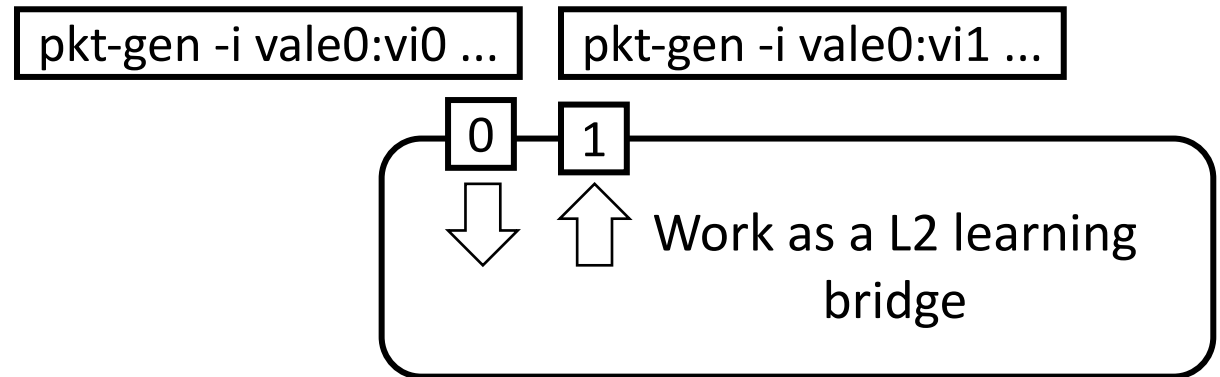 pkt-gen -i vale0:vi0 ...
pkt-gen -i vale0:vi1 ...
0
1
Work as a L2 learning
bridge